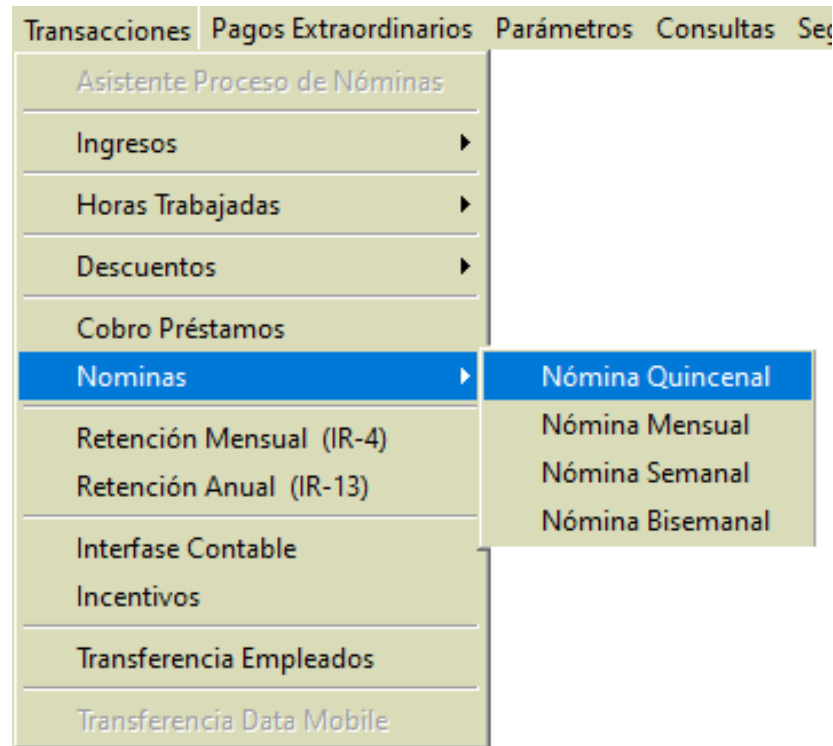 Transacciones Pagos Extraordinarios Parámetros Consultas
Asistente Proceso de Nóminas
Ingresos
Horas Trabajadas
Descuentos
Cobro Préstamos
Nominas
Nómina Quincenal
Nómina Mensual
Nómina Semanal
Nómina Bisemanal
Retención Mensual (IR-4)
Retención Anual (IR-13)
Interfase Contable
Incentivos
Transferencia Empleados
Transferencia Data Mobile